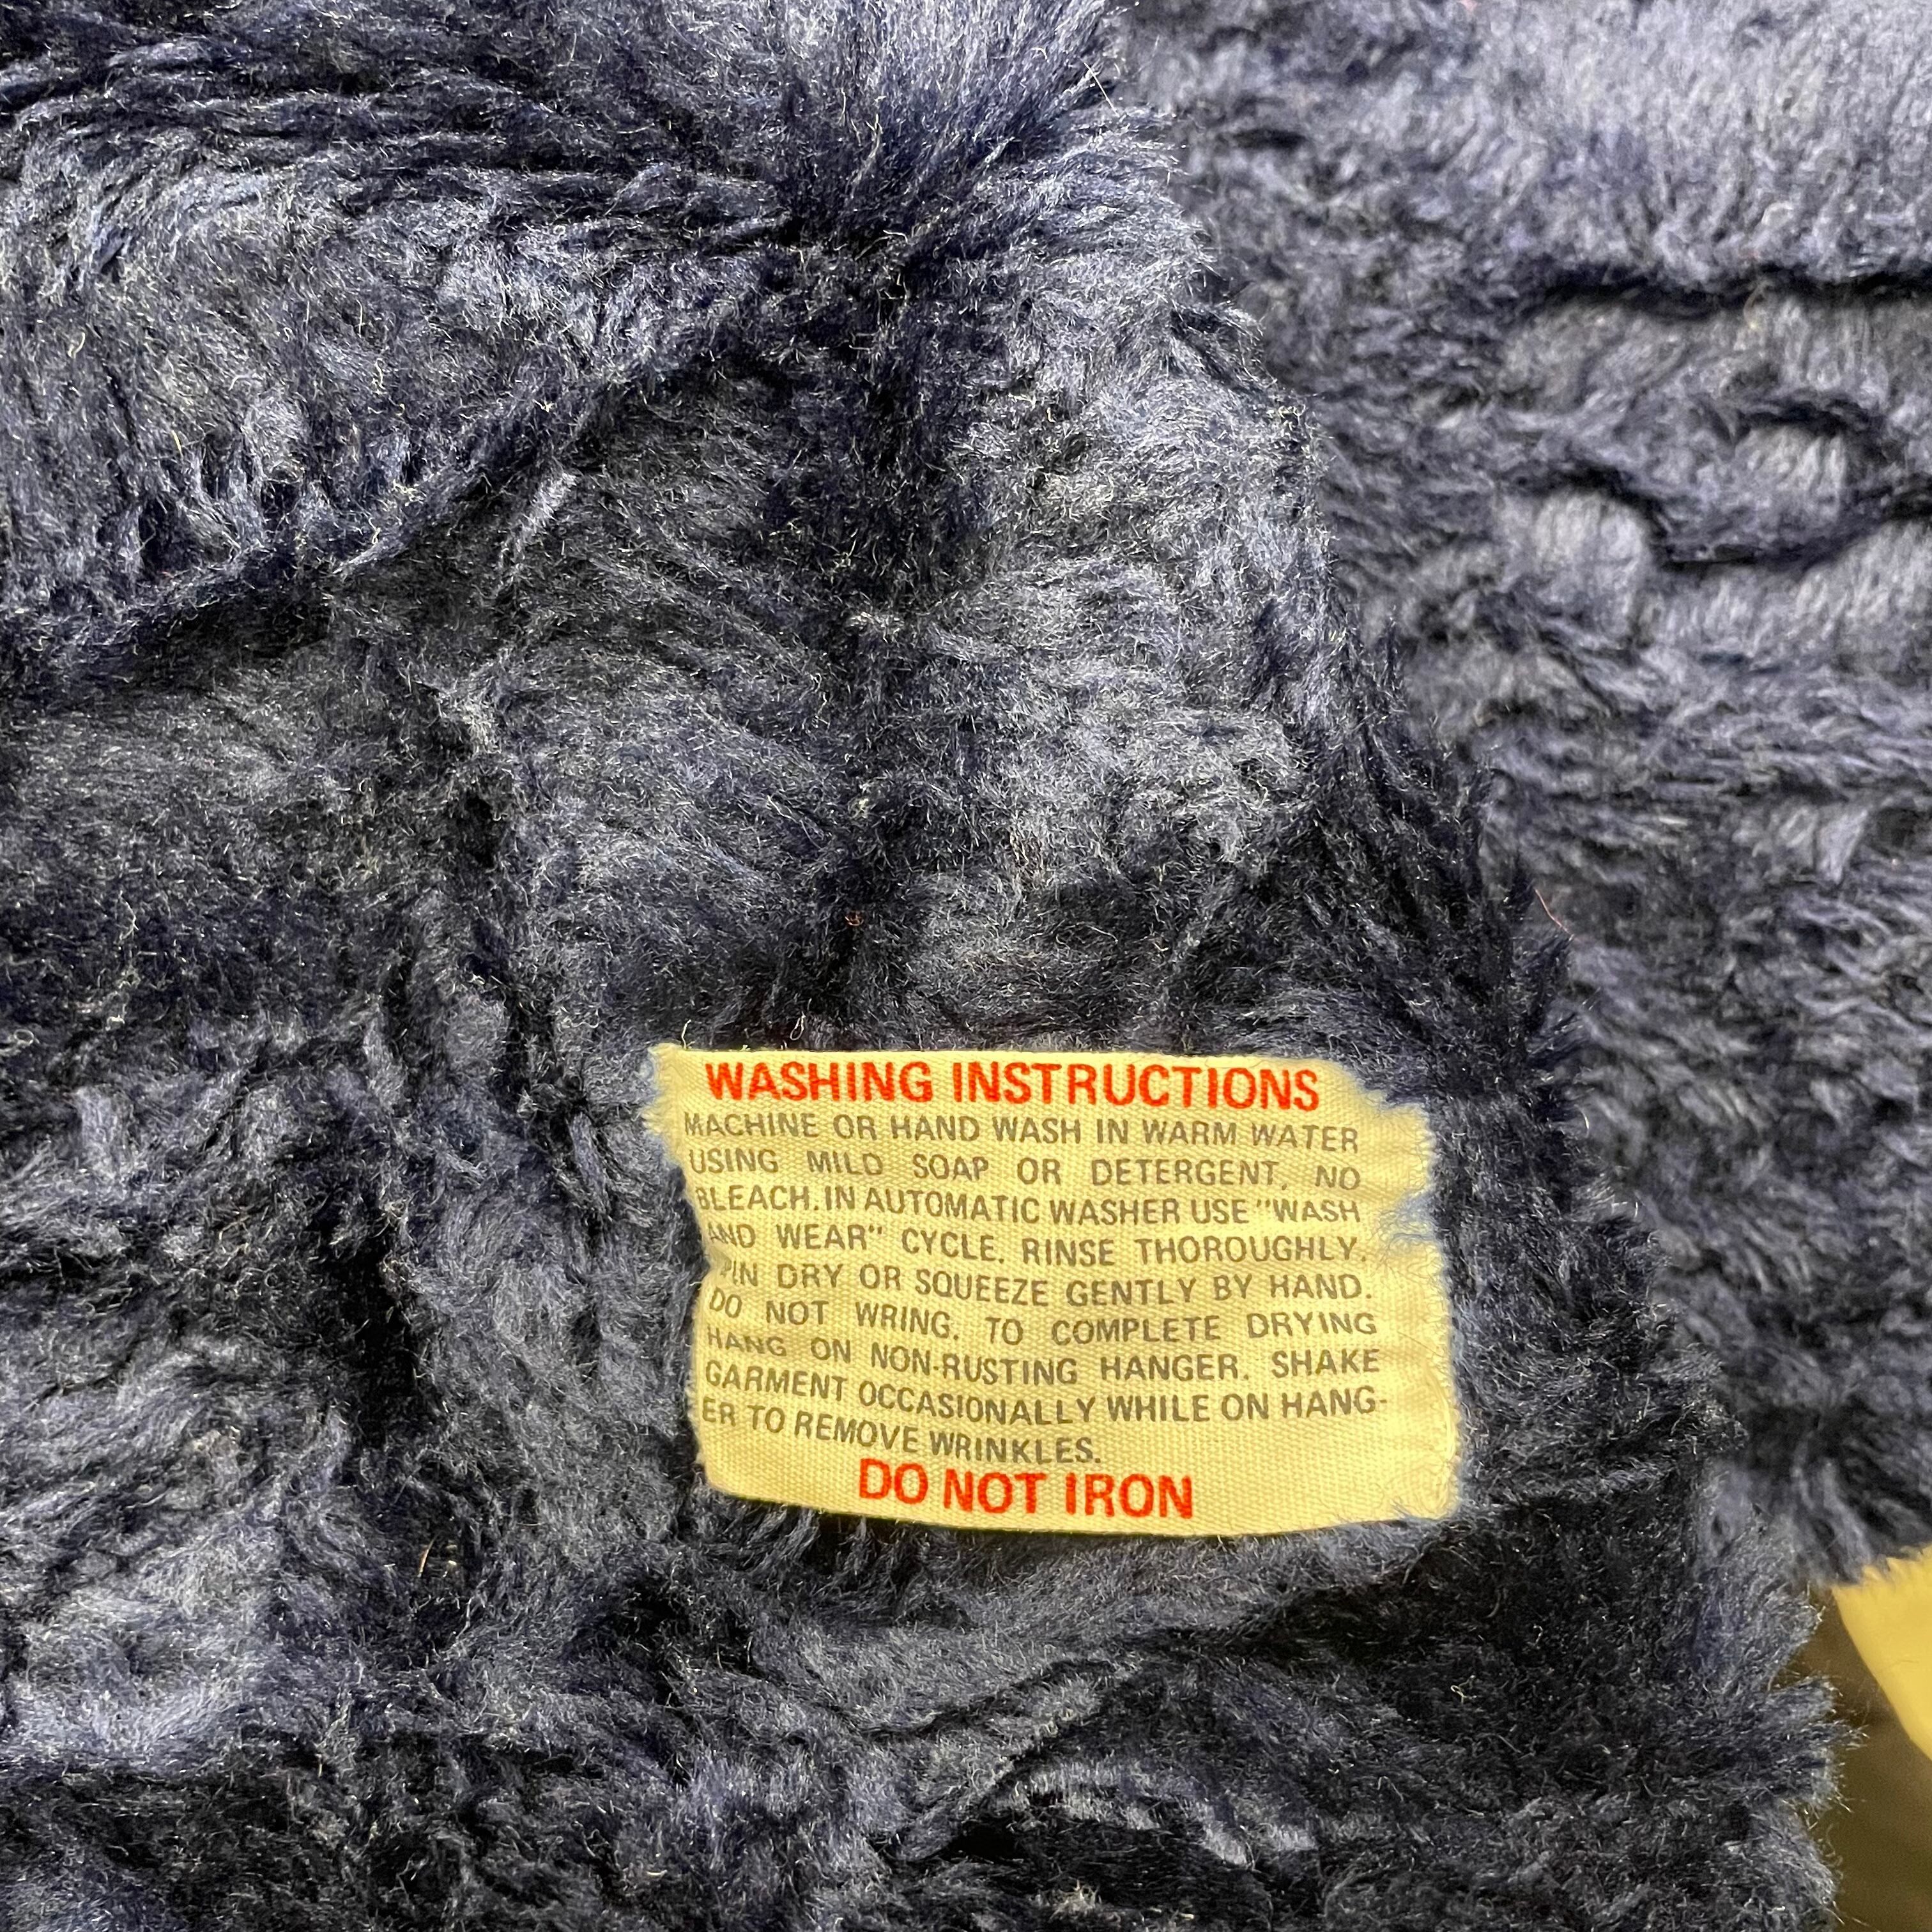 WASHING INSTRUCTIONS
MACHINE OR HAND WASH IN WARM WATER
USING MILD SOAP OR DETERGENT, NO
BLEACH. IN AUTOMATIC WASHER USE "WASH
AND WEAR" CYCLE. RINSE THOROUGHLY.
PIN DRY OR SQUEEZE GENTLY BY HAND.
DO NOT WRING. TO COMPLETE DRYING
HANG ON NON-RUSTING HANGER. SHAKE
GARMENT OCCASIONALLY WHILE ON HANG-
ER TO REMOVE WRINKLES.
DO NOT IRON